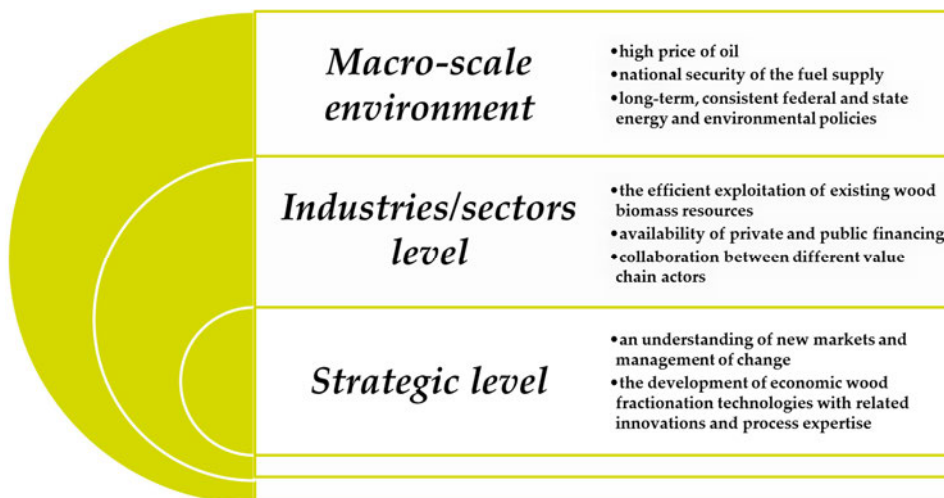 Macro-scale
environment
•high price of oil
•national security of the fuel supply
•long-term, consistent federal and state
energy and environmental policies
Industries/sectors
level
•the efficient exploitation of existing wood
biomass resources
•availability of private and public financing
•collaboration between different value
chain actors
Strategic level
•an understanding of new markets and
management of change
•the development of economic wood
fractionation technologies with related
innovations and process expertise